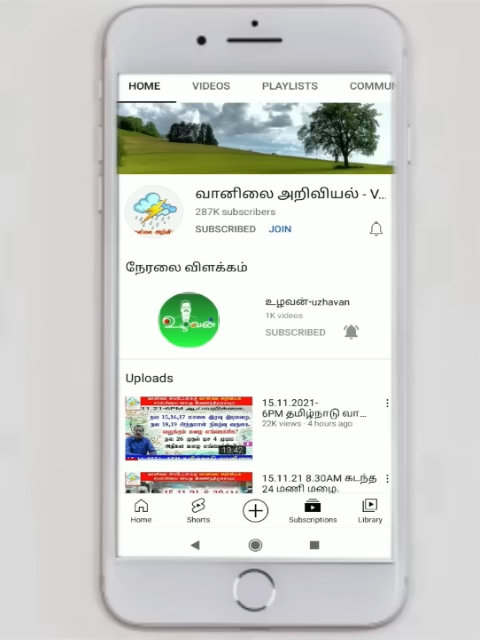 HOME VIDEOS PLAYLISTS COMMUN
வானிலை அறிவியல் - V...
287K subscribers
SUBSCRIBED JOIN
நேரலை விளக்கம்
உழவன்
உழவன்-uzhavan
1K videos
SUBSCRIBED
Uploads
15.11.2021-
6PM தமிழ்நாடு வா...
22K views · 4 hours ago
13:42
15.11.21 8.30AM கடந்த
24 மணி மழை.
Home Shorts Subscriptions Library